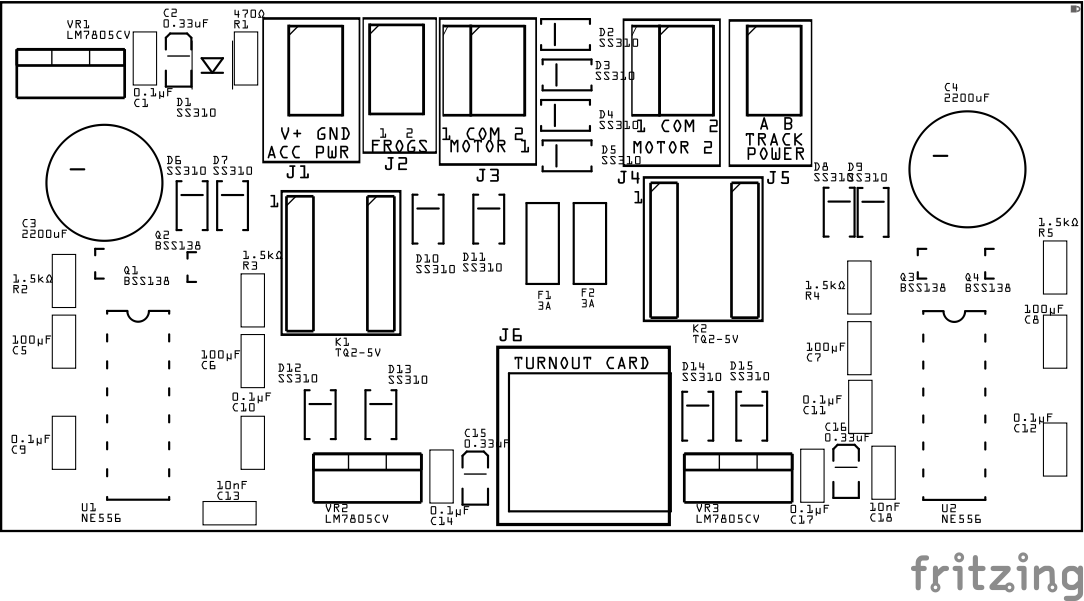 VR1
LM7805CV
C2
0.33uF
470Ω
R1
0.1µF
C1
D1
SS310
V+ GND
ACC PWR
J1
1 2
FROGS
J2
1 COM 2
MOTOR 1
J3
D2
SS310
D3
SS310
D4
SS310
D5
SS310
1 COM 2
MOTOR 2
J4
A B
TRACK
POWER
J5
C4
2200uF
D6
SS310
D7
SS310
D8
SS310
D9
SS310
C3
2200uF
Q2
BSS138
Q1
BSS138
1.5kΩ
R2
1.5kΩ
R3
1
D10
SS310
D11
SS310
F1
3A
F2
3A
1
1.5kΩ
R4
Q3
BSS138
Q4
BSS138
1.5kΩ
R5
100µF
C5
100µF
C6
K1
TQ2-5V
J6
TURNOUT CARD
K2
TQ2-5V
100µF
C7
100µF
C8
D12
SS310
D13
SS310
D14
SS310
D15
SS310
0.1µF
C9
0.1µF
C10
0.1µF
C11
0.1µF
C12
C15
0.33uF
C16
0.33uF
10nF
C13
U1
NE556
VR2
LM7805CV
0.1µF
C14
VR3
LM7805CV
0.1µF
C17
10nF
C18
U2
NE556
fritzing